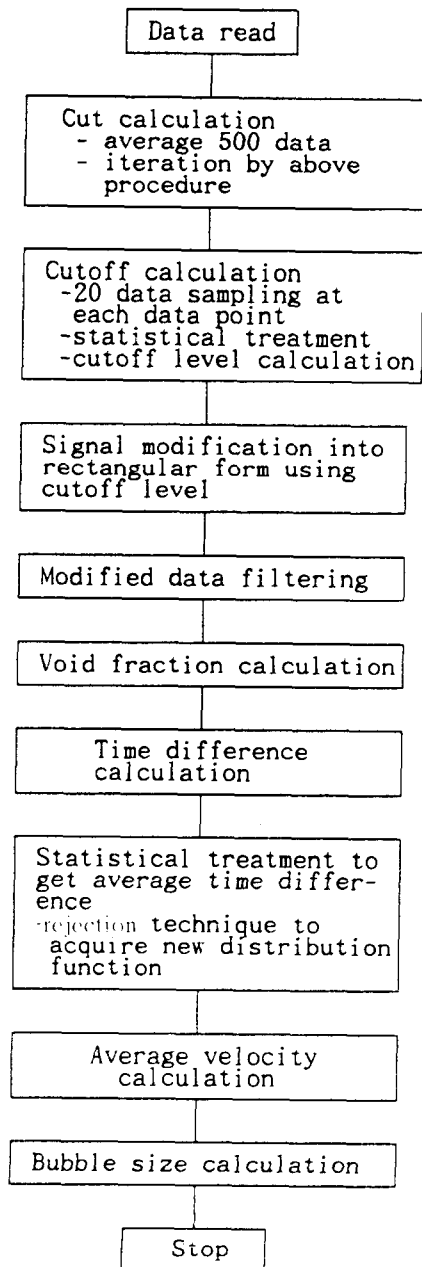 Data read
Cut calculation
- average 500 data
- iteration by above
procedure
Cutoff calculation
-20 data sampling at
each data point
-statistical treatment
-cutoff level calculation
Signal modification into
rectangular form using
cutoff level
Modified data filtering
Void fraction calculation
Time difference
calculation
Statistical treatment to
get average time differ-
ence
-rejection technique to
acquire new distribution
function
Average velocity
calculation
Bubble size calculation
Stop